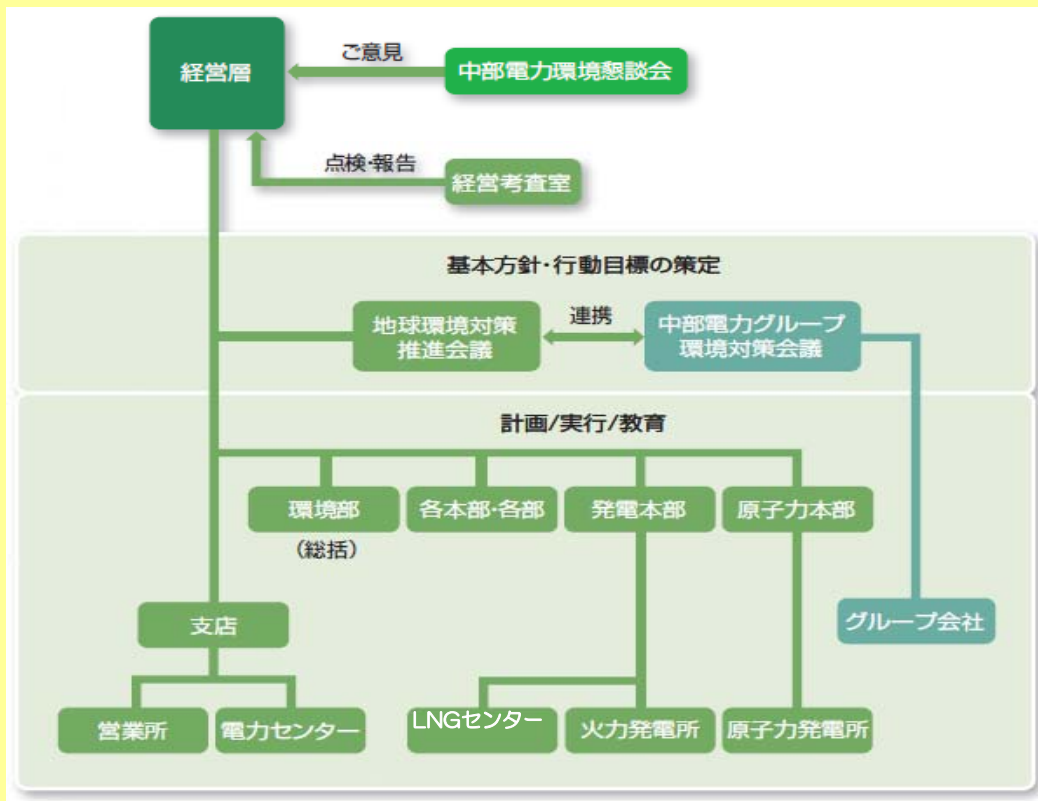 経営層
ご意見
中部電力環境懇談会
点検・報告
経営考査室
基本方針・行動目標の策定
地球環境対策
推進会議
連携
中部電力グループ
環境対策会議
計画/実行/教育
環境部
(総括)
各本部・各部
発電本部
原子力本部
支店
グループ会社
営業所
電力センター
LNGセンター
火力発電所
原子力発電所